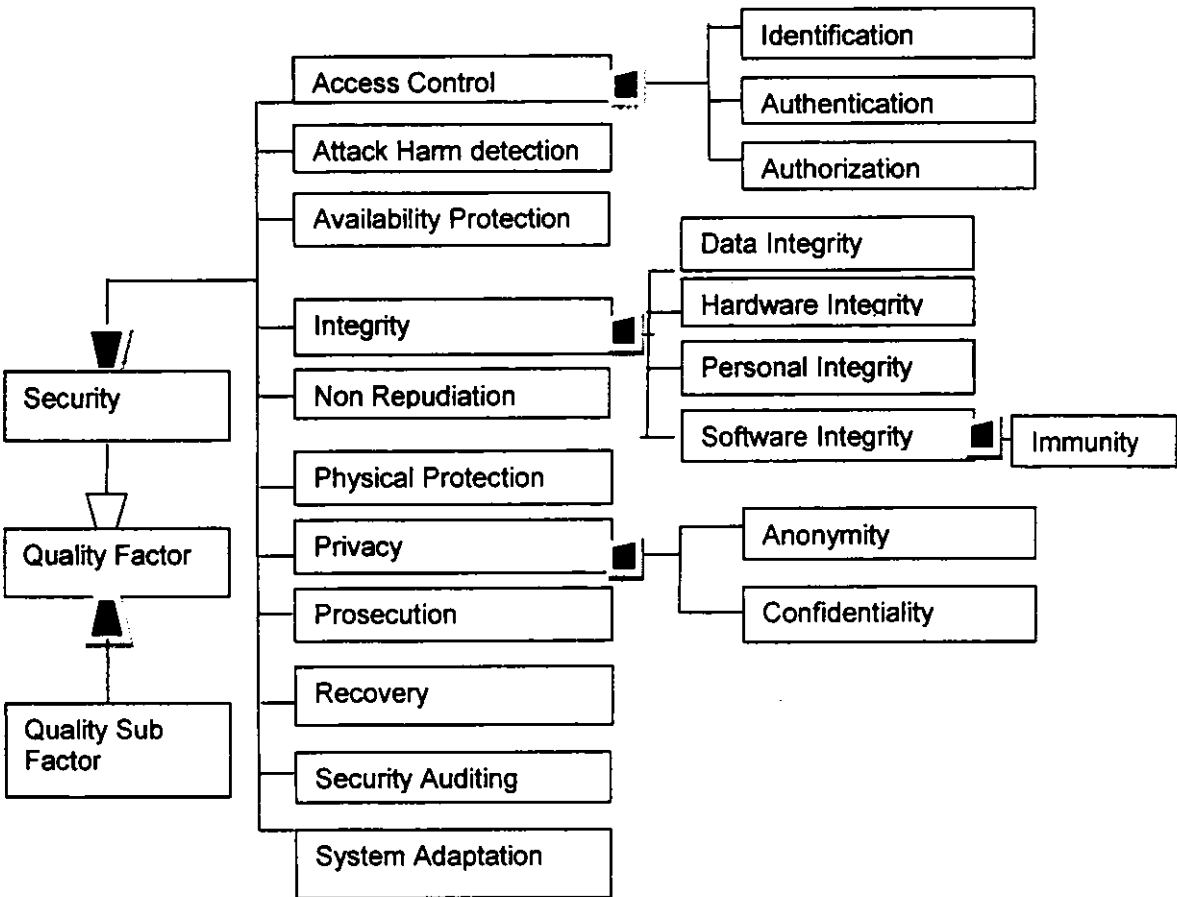 Identification
Access Control
Authentication
Attack Harm detection
Authorization
Availability Protection
Data Integrity
Hardware Integrity
Integrity
Personal Integrity
Security
Non Repudiation
Software Integrity
Immunity
Physical Protection
Quality Factor
Privacy
Anonymity
Prosecution
Confidentiality
Recovery
Quality Sub
Factor
Security Auditing
System Adaptation